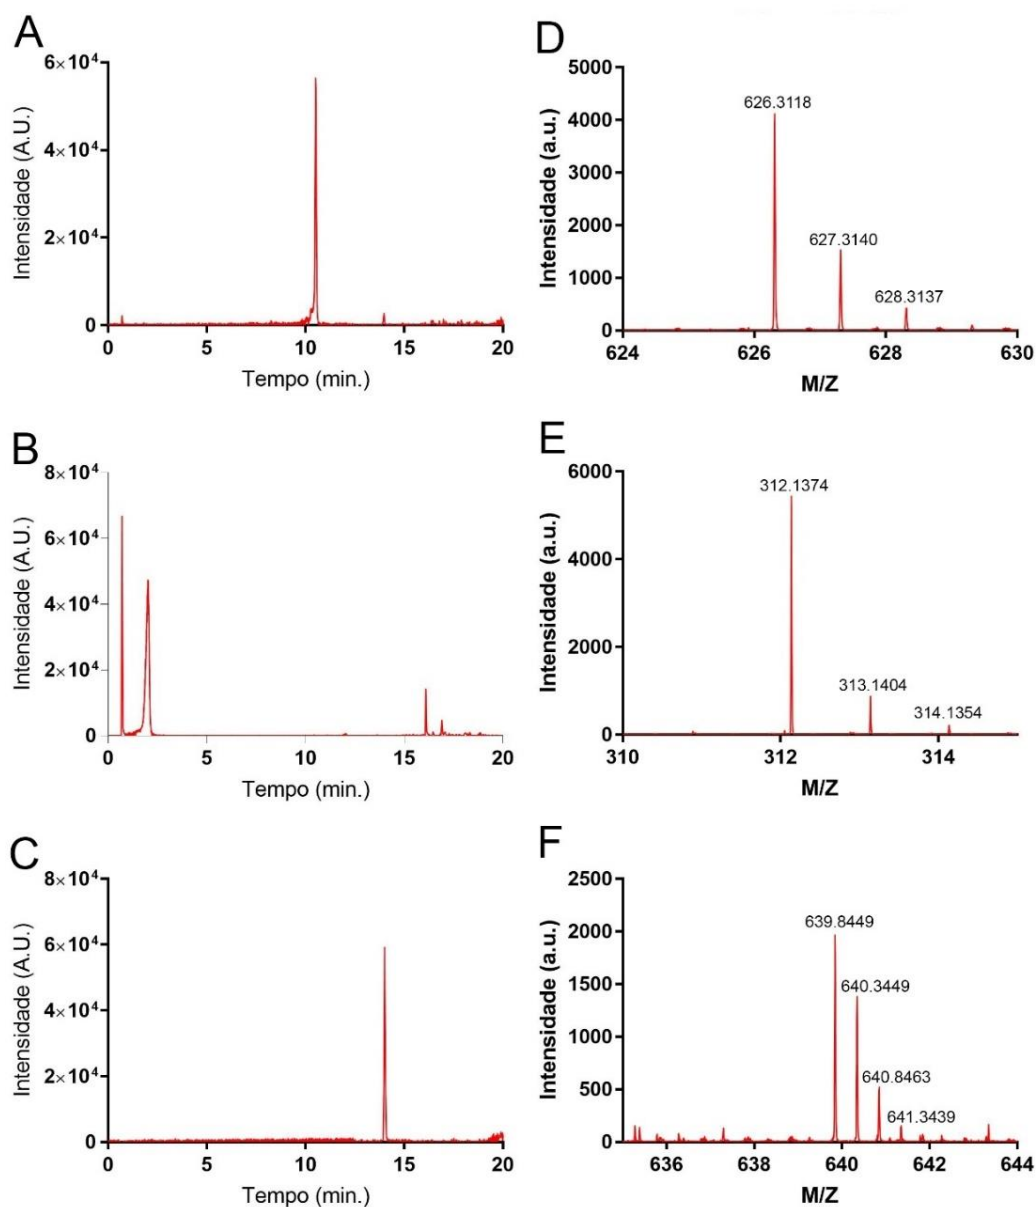 A
Intensidade (A.U.)
6×10⁴
4×10⁴
2×10⁴
0
0 5 10 15 20
Tempo (min.)
D
Intensidade (a.u.)
5000
4000
3000
2000
1000
0
626.3118
627.3140
628.3137
624 626 628 630
M/Z
B
Intensidade (A.U.)
8×10⁴
6×10⁴
4×10⁴
2×10⁴
0
0 5 10 15 20
Tempo (min.)
E
Intensidade (a.u.)
6000
4000
2000
0
312.1374
313.1404
314.1354
310 312 314
M/Z
C
Intensidade (A.U.)
8×10⁴
6×10⁴
4×10⁴
2×10⁴
0
0 5 10 15 20
Tempo (min.)
F
Intensidade (a.u.)
2500
2000
1500
1000
500
0
639.8449
640.3449
640.8463
641.3439
636 638 640 642 644
M/Z